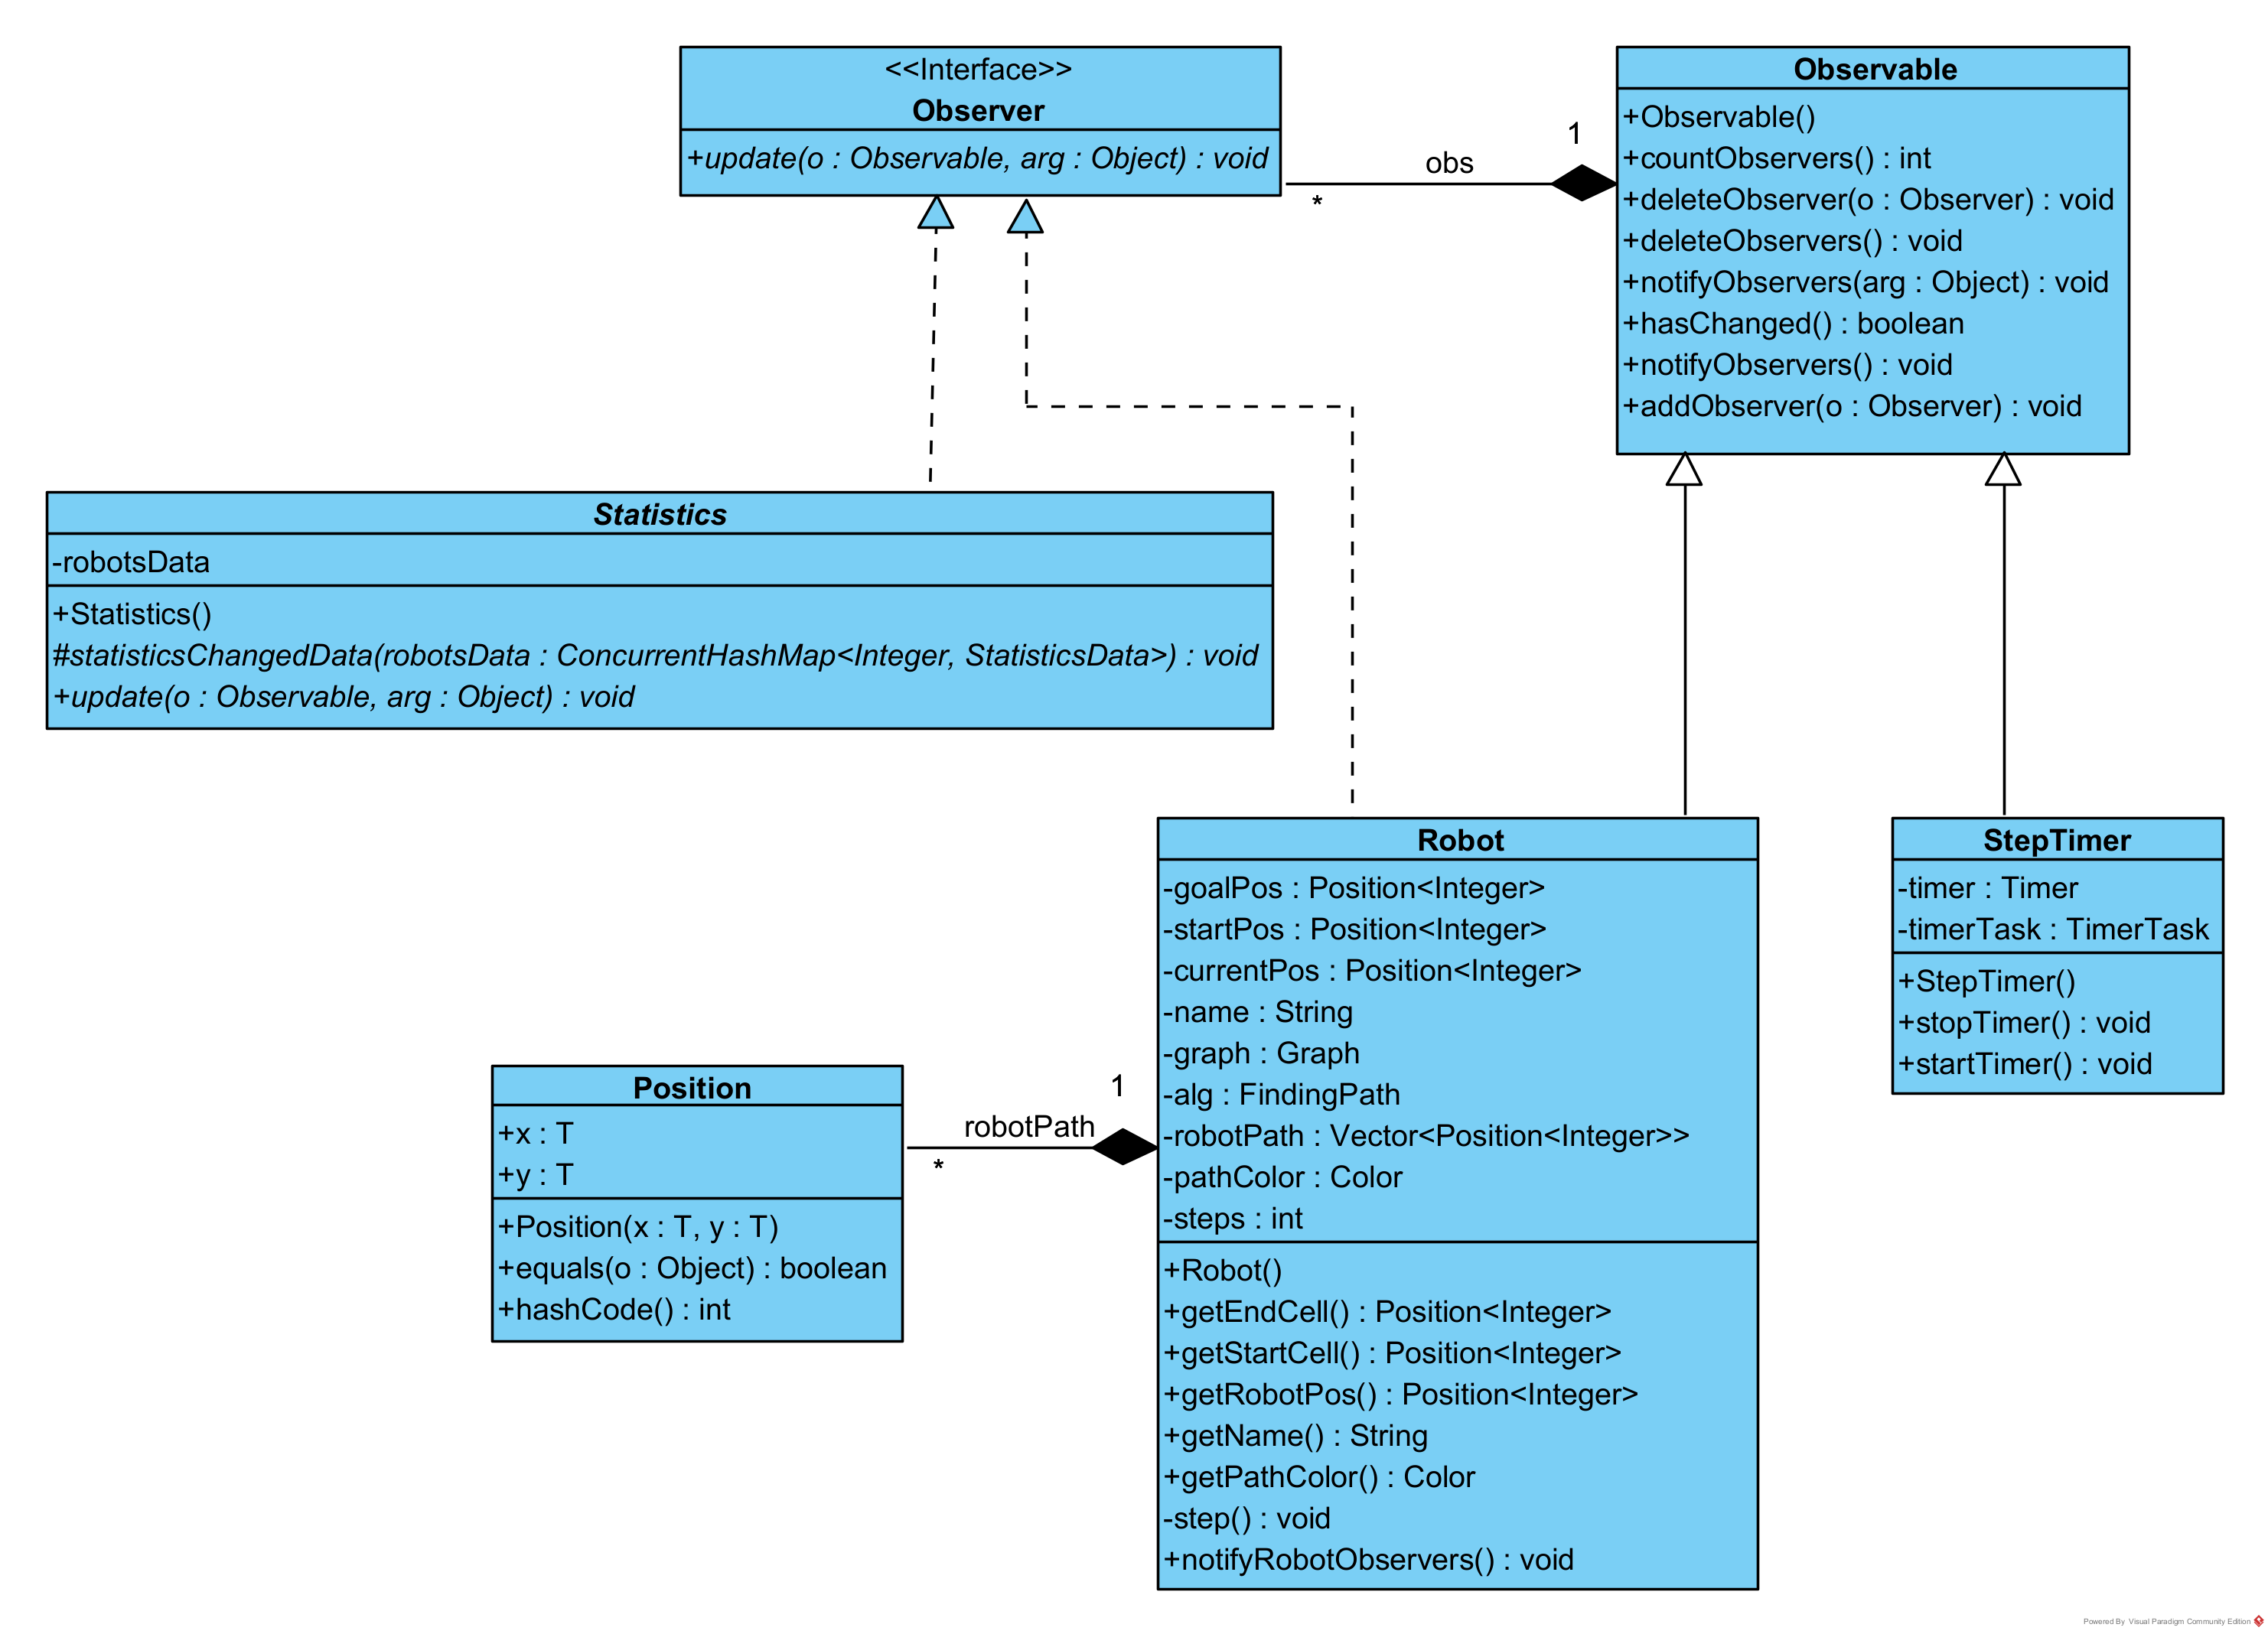 <<Interface>>
Observer
+update(o : Observable, arg : Object) : void
Observable
+Observable()
+countObservers() : int
+deleteObserver(o : Observer) : void
+deleteObservers() : void
+notifyObservers(arg : Object) : void
+hasChanged() : boolean
+notifyObservers() : void
+addObserver(o : Observer) : void
1
obs
*
Statistics
-robotsData
+Statistics()
#statisticsChangedData(robotsData : ConcurrentHashMap<Integer, StatisticsData>) : void
+update(o : Observable, arg : Object) : void
Robot
-goalPos : Position<Integer>
-startPos : Position<Integer>
-currentPos : Position<Integer>
-name : String
-graph : Graph
-alg : FindingPath
-robotPath : Vector<Position<Integer>>
-pathColor : Color
-steps : int
+Robot()
+getEndCell() : Position<Integer>
+getStartCell() : Position<Integer>
+getRobotPos() : Position<Integer>
+getName() : String
+getPathColor() : Color
-step() : void
+notifyRobotObservers() : void
StepTimer
-timer : Timer
-timerTask : TimerTask
+StepTimer()
+stopTimer() : void
+startTimer() : void
Position
+x : T
+y : T
+Position(x : T, y : T)
+equals(o : Object) : boolean
+hashCode() : int
1
robotPath
*
Powered By Visual Paradigm Community Edition